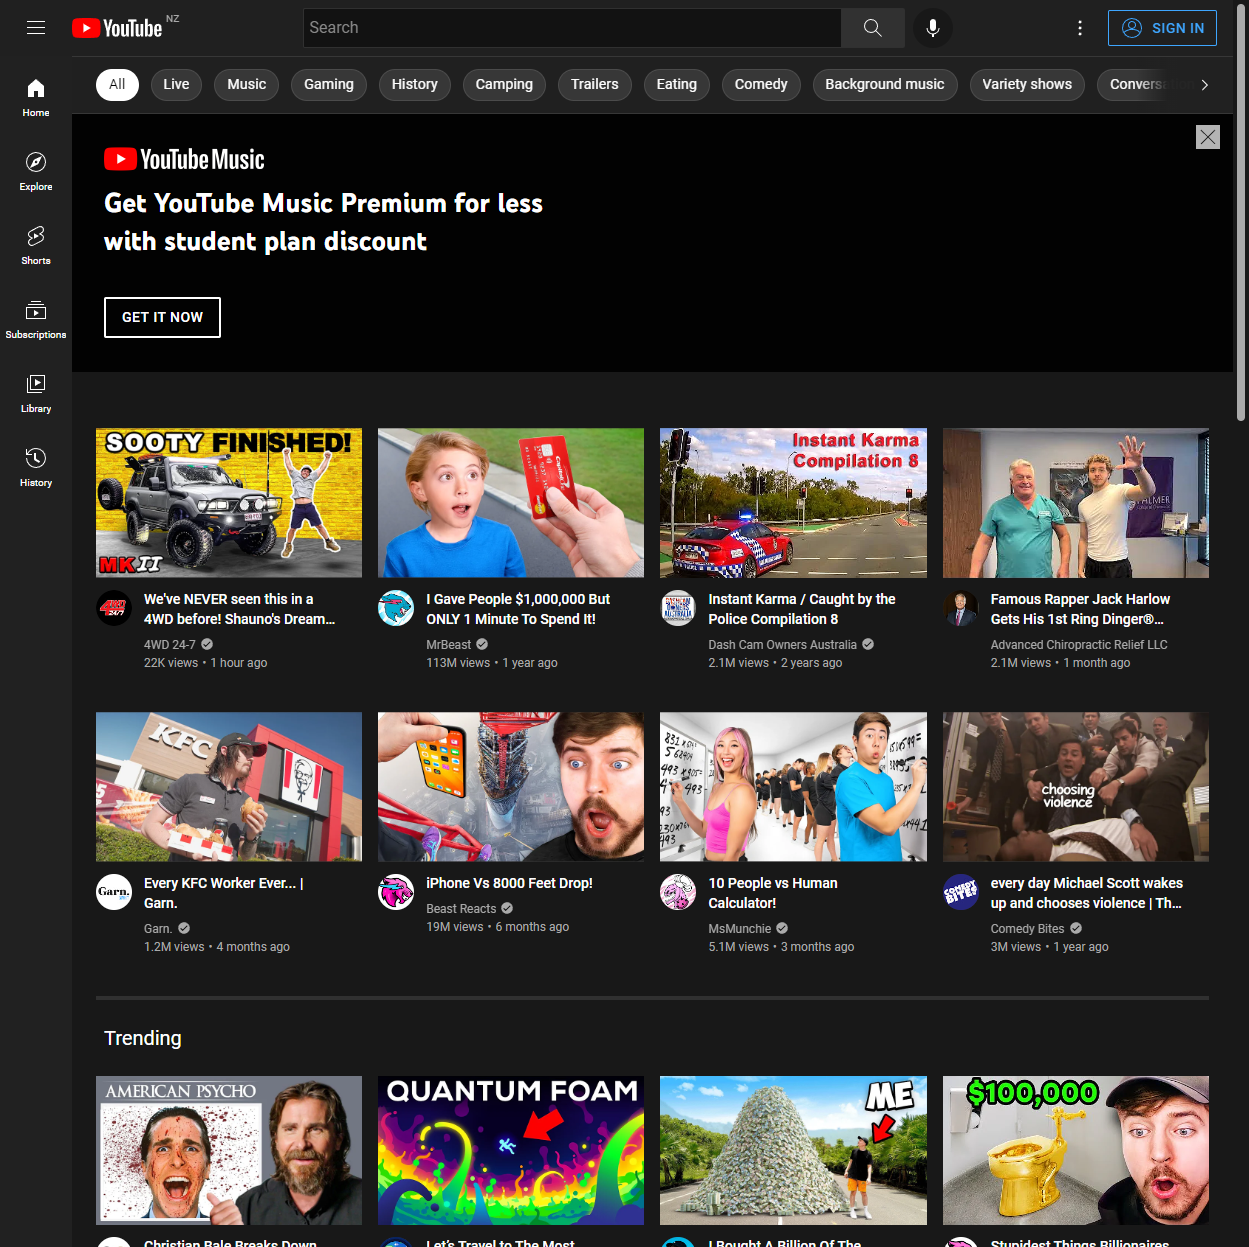 YouTube NZ
Search
SIGN IN
Home
Explore
Shorts
Subscriptions
Library
History
All
Live
Music
Gaming
History
Camping
Trailers
Eating
Comedy
Background music
Variety shows
Convers
YouTube Music
Get YouTube Music Premium for less
with student plan discount
GET IT NOW
SOOTY FINISHED!
MKII
Instant Karma
Compilation 8
PALMER
We've NEVER seen this in a
4WD before! Shauno's Dream...
4WD 24-7
22K views • 1 hour ago
I Gave People $1,000,000 But
ONLY 1 Minute To Spend It!
MrBeast
113M views • 1 year ago
Instant Karma / Caught by the
Police Compilation 8
Dash Cam Owners Australia
2.1M views • 2 years ago
Famous Rapper Jack Harlow
Gets His 1st Ring Dinger®...
Advanced Chiropractic Relief LLC
2.1M views • 1 month ago
KFC
KFC
choosing
violence
Garn.
Every KFC Worker Ever... |
Garn.
Garn.
1.2M views • 4 months ago
iPhone Vs 8000 Feet Drop!
Beast Reacts
19M views • 6 months ago
10 People vs Human
Calculator!
MsMunchie
5.1M views • 3 months ago
COMEDY
BITES
every day Michael Scott wakes
up and chooses violence | Th...
Comedy Bites
3M views • 1 year ago
Trending
AMERICAN PSYCHO
QUANTUM FOAM
ME
$100,000
Christian Bale Breaks Down
Let's Travel to The Most
I Bought A Billion Of The
Stupidest Things Billionaires